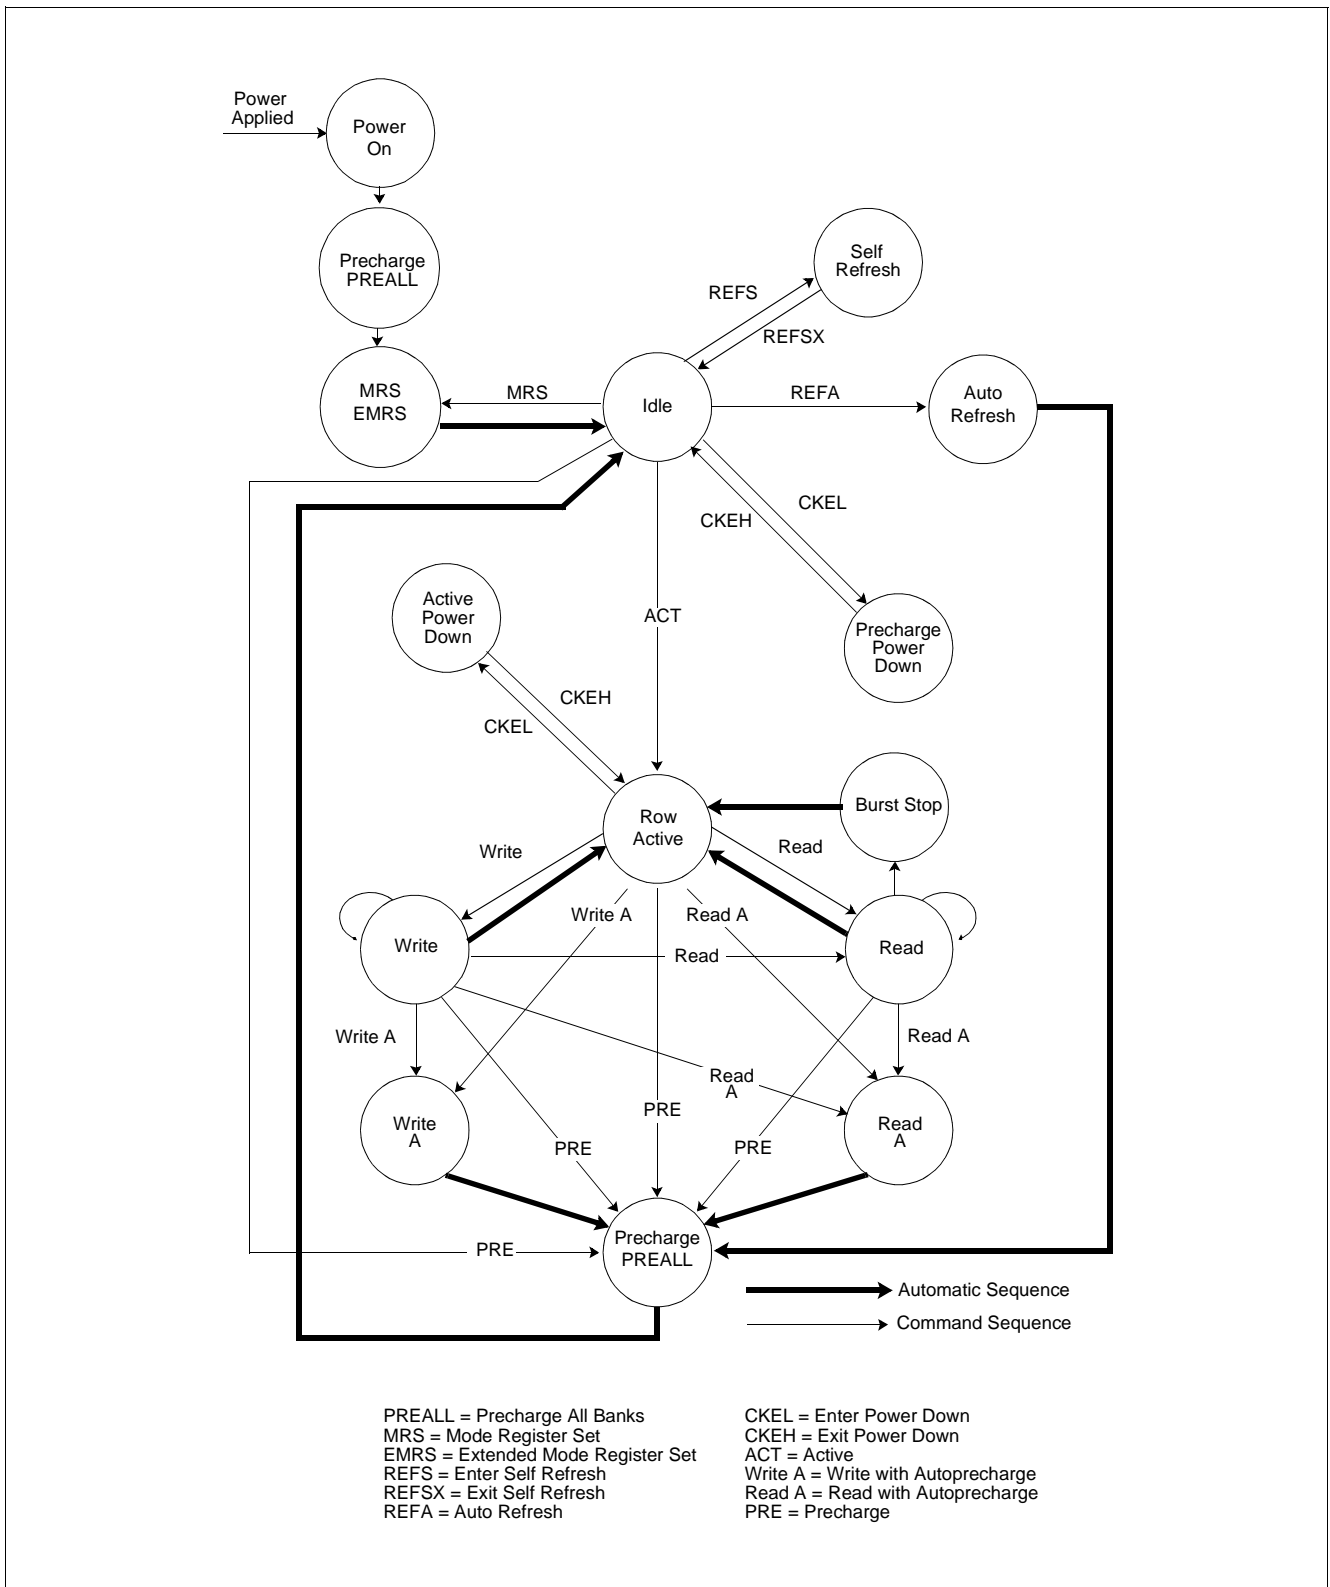 Power
Applied
Power
On
Precharge
PREALL
Self
Refresh
REFS
REFSX
MRS
EMRS
MRS
Idle
REFA
Auto
Refresh
CKEL
CKEH
Active
Power
Down
ACT
Precharge
Power
Down
CKEH
CKEL
Burst Stop
Row
Active
Write
Read
Write A
Read A
Write
Read
Read
Write A
Read A
Read
A
Write
A
PRE
Read
A
PRE
PRE
Precharge
PREALL
PRE
Automatic Sequence
Command Sequence
PREALL = Precharge All Banks
MRS = Mode Register Set
EMRS = Extended Mode Register Set
REFS = Enter Self Refresh
REFSX = Exit Self Refresh
REFA = Auto Refresh
CKEL = Enter Power Down
CKEH = Exit Power Down
ACT = Active
Write A = Write with Autoprecharge
Read A = Read with Autoprecharge
PRE = Precharge